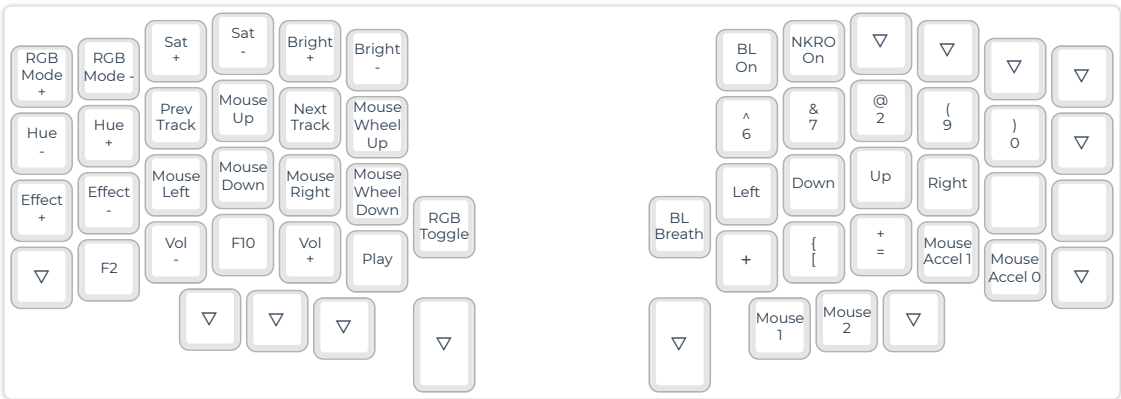 RGB
Mode
+
RGB
Mode -
Sat
+
Sat
-
Bright
+
Bright
-
BL
On
NKRO
On
▽
▽
▽
▽
Hue
-
Hue
+
Prev
Track
Mouse
Up
Next
Track
Mouse
Wheel
Up
^
6
&
7
@
2
(
9
)
0
▽
Effect
+
Effect
-
Mouse
Left
Mouse
Down
Mouse
Right
Mouse
Wheel
Down
RGB
Toggle
BL
Breath
Left
Down
Up
Right
▽
F2
Vol
-
F10
Vol
+
Play
+
{
[
+
=
Mouse
Accel 1
Mouse
Accel 0
▽
▽
▽
▽
▽
▽
Mouse
1
Mouse
2
▽